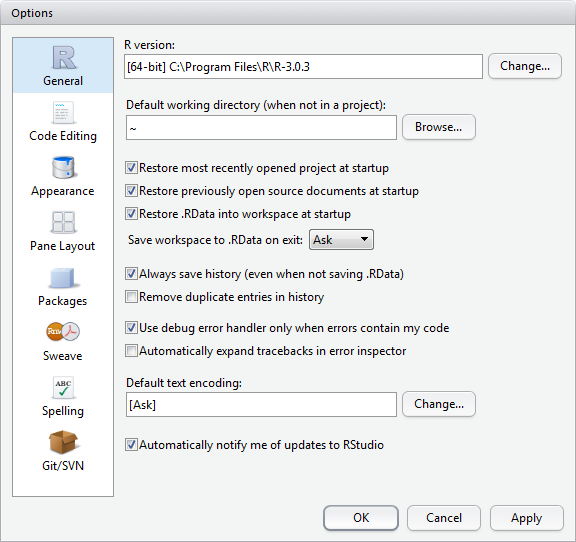 Options
R
General
Code Editing
Appearance
Pane Layout
Packages
Rnw
Sweave
ABC
Spelling
Git/SVN
R version:
[64-bit] C:\Program Files\R\R-3.0.3
Change...
Default working directory (when not in a project):
~
Browse...
Restore most recently opened project at startup
Restore previously open source documents at startup
Restore .RData into workspace at startup
Save workspace to .RData on exit: Ask
Always save history (even when not saving .RData)
Remove duplicate entries in history
Use debug error handler only when errors contain my code
Automatically expand tracebacks in error inspector
Default text encoding:
[Ask]
Change...
Automatically notify me of updates to RStudio
OK
Cancel
Apply